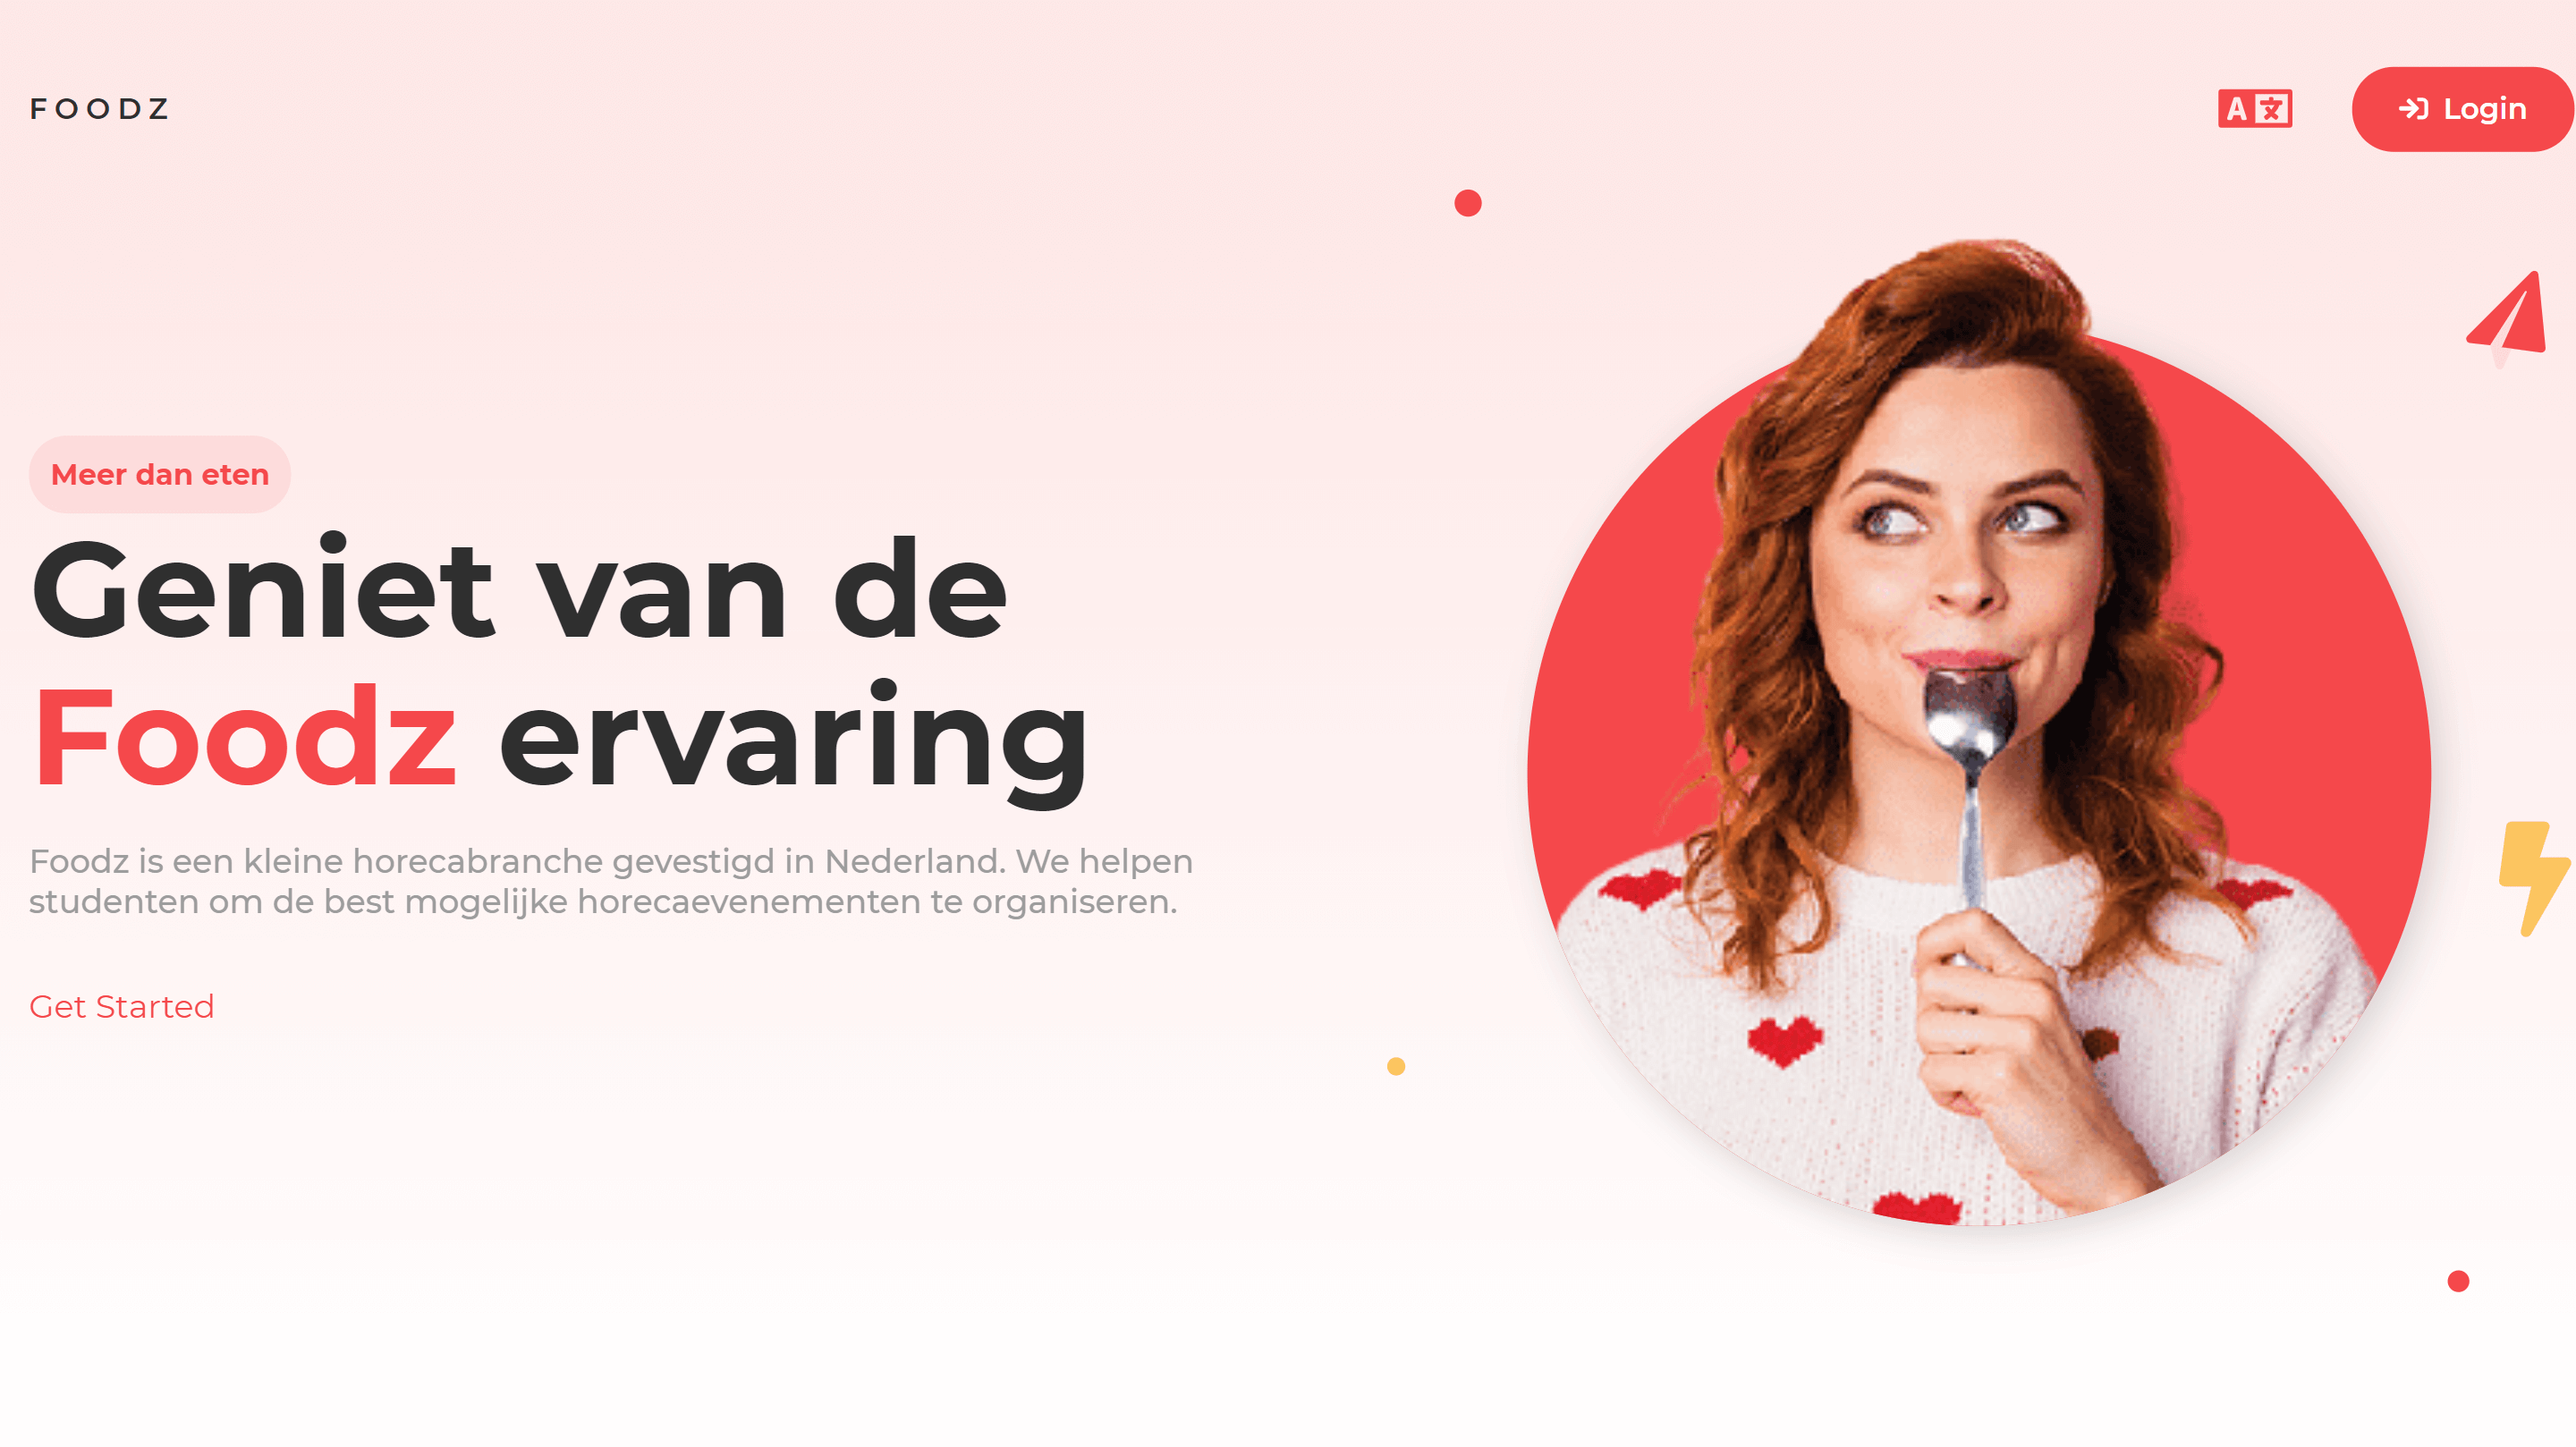 FOODZ
A 文
Login
Meer dan eten
Geniet van de
Foodz ervaring
Foodz is een kleine horecabranche gevestigd in Nederland. We helpen
studenten om de best mogelijke horecaevenementen te organiseren.
Get Started